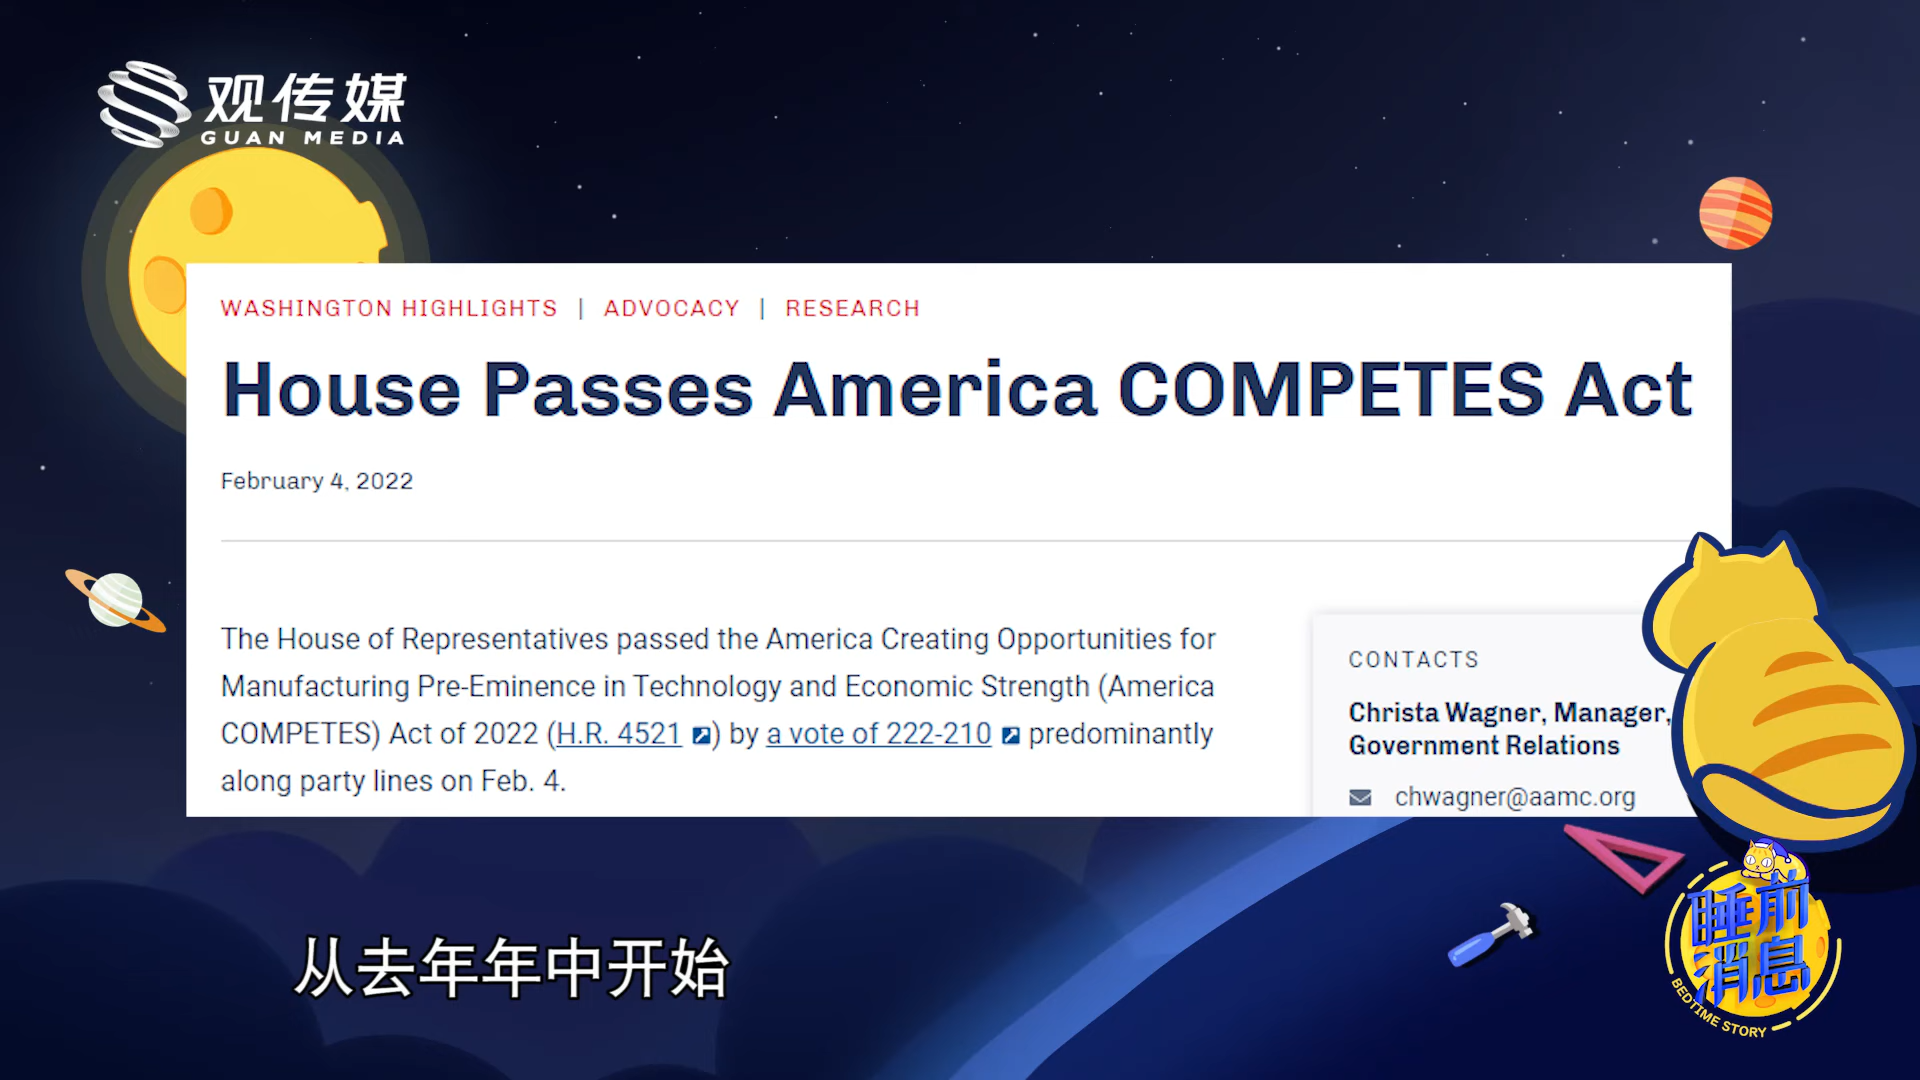 观传媒
GUAN MEDIA
WASHINGTON HIGHLIGHTS | ADVOCACY | RESEARCH
House Passes America COMPETES Act
February 4, 2022
The House of Representatives passed the America Creating Opportunities for
Manufacturing Pre-Eminence in Technology and Economic Strength (America
COMPETES) Act of 2022 (H.R. 4521) by a vote of 222-210 predominantly
along party lines on Feb. 4.
CONTACTS
Christa Wagner, Manager,
Government Relations
chwagner@aamc.org
从去年年中开始
睡前
消息
BEDTIME STORY